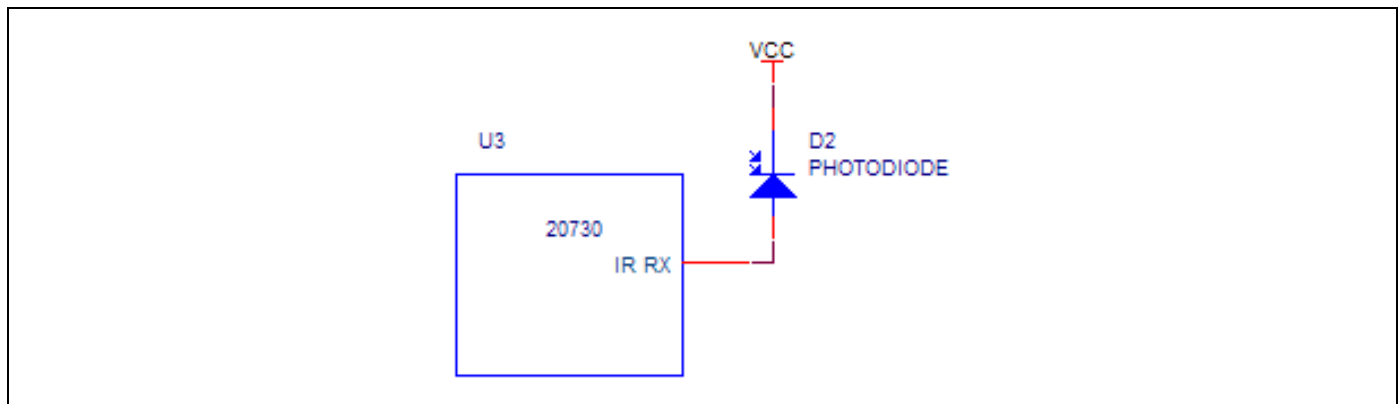 VCC
U3
D2
PHOTODIODE
20730
IR RX